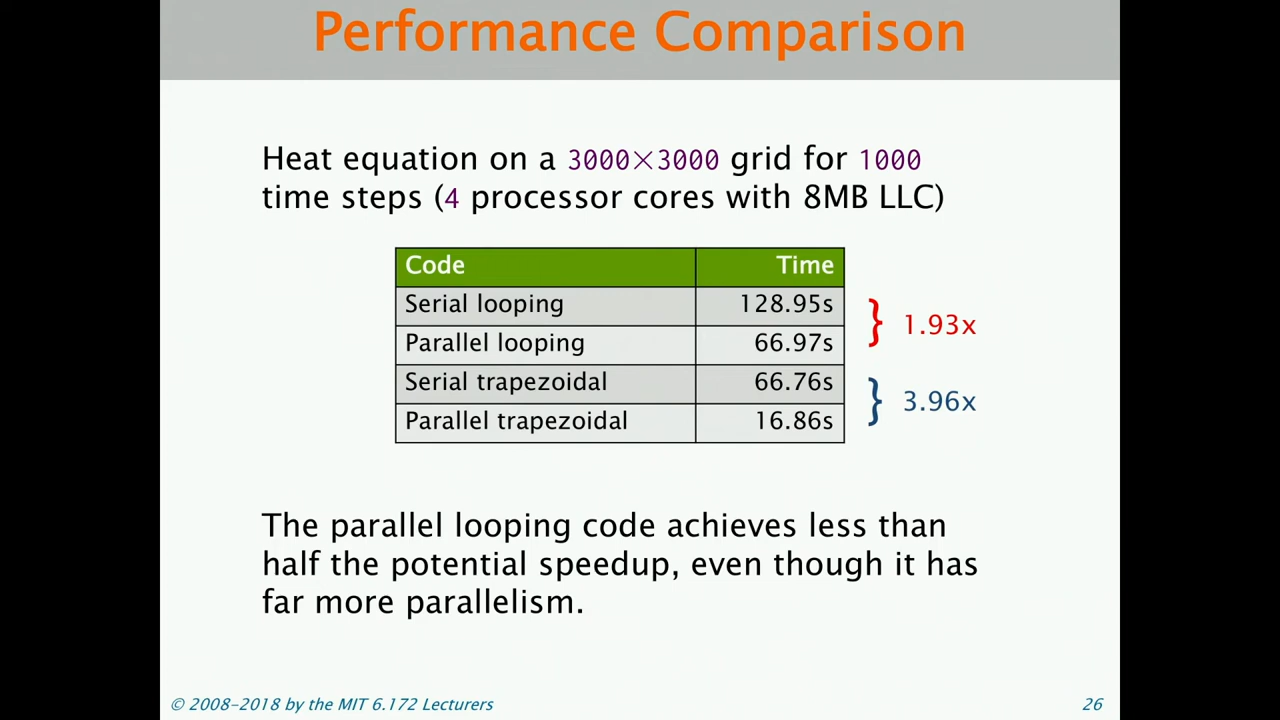 Performance Comparison
Heat equation on a 3000×3000 grid for 1000
time steps (4 processor cores with 8MB LLC)
Code Time
Serial looping 128.95s
Parallel looping 66.97s
} 1.93x
Serial trapezoidal 66.76s
Parallel trapezoidal 16.86s
} 3.96x
The parallel looping code achieves less than
half the potential speedup, even though it has
far more parallelism.
© 2008–2018 by the MIT 6.172 Lecturers 26